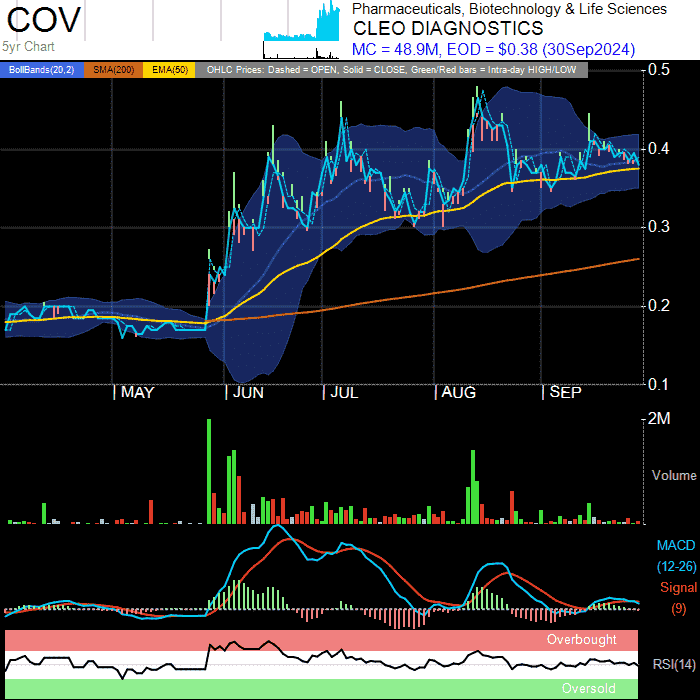 COV
5yr Chart
Pharmaceuticals, Biotechnology & Life Sciences
CLEO DIAGNOSTICS
MC = 48.9M, EOD = $0.38 (30Sep2024)
BollBands(20,2) SMA(200) EMA(50) OHLC Prices: Dashed = OPEN, Solid = CLOSE, Green/Red bars = Intra-day HIGH/LOW
0.5
0.4
0.3
0.2
0.1
MAY JUN JUL AUG SEP
2M
Volume
MACD
(12-26)
Signal
(9)
Overbought
RSI(14)
Oversold